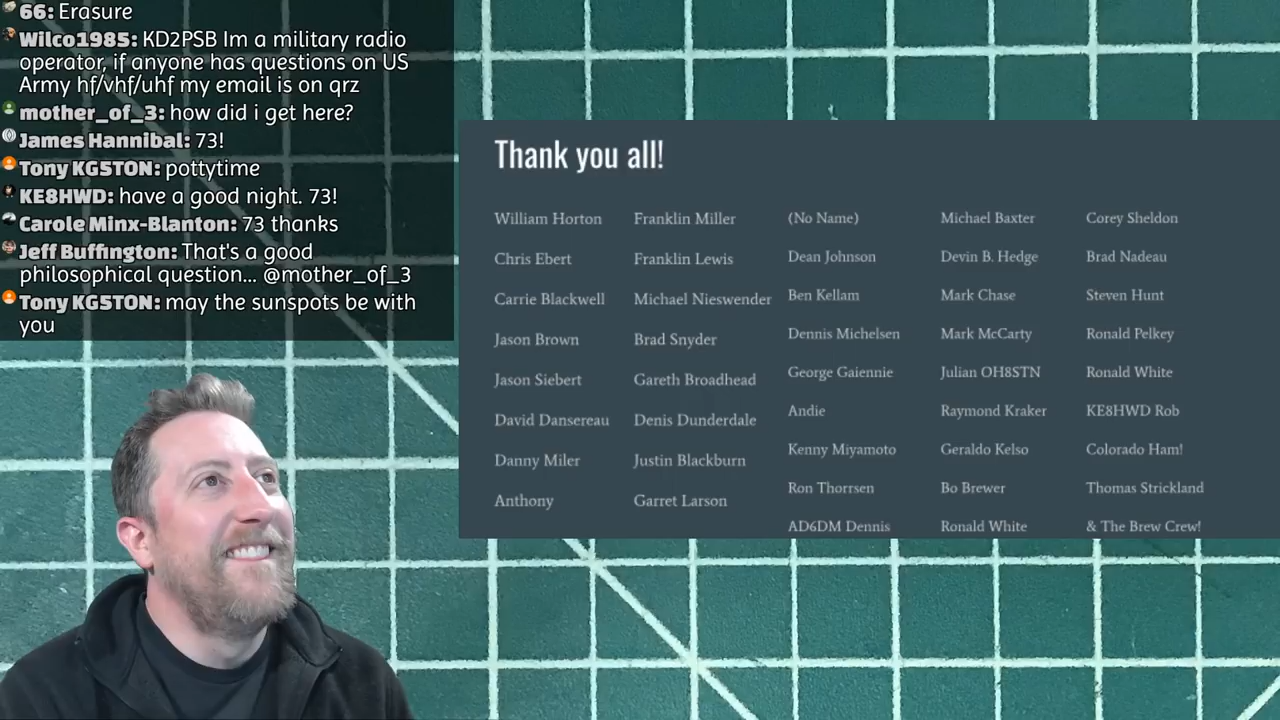 66: Erasure
Wilco1985: KD2PSB Im a military radio
operator, if anyone has questions on US
Army hf/vhf/uhf my email is on qrz
mother_of_3: how did i get here?
James Hannibal: 73!
Tony KG5TON: pottytime
KE8HWD: have a good night. 73!
Carole Minx-Blanton: 73 thanks
Jeff Buffington: That's a good
philosophical question... @mother_of_3
Tony KG5TON: may the sunspots be with
you
Thank you all!
William Horton
Chris Ebert
Carrie Blackwell
Jason Brown
Jason Siebert
David Dansereau
Danny Miler
Anthony
Franklin Miller
Franklin Lewis
Michael Nieswender
Brad Snyder
Gareth Broadhead
Denis Dunderdale
Justin Blackburn
Garret Larson
(No Name)
Dean Johnson
Ben Kellam
Dennis Michelsen
George Gaiennie
Andie
Kenny Miyamoto
Ron Thorrsen
AD6DM Dennis
Michael Baxter
Devin B. Hedge
Mark Chase
Mark McCarty
Julian OH8STN
Raymond Kraker
Geraldo Kelso
Bo Brewer
Ronald White
Corey Sheldon
Brad Nadeau
Steven Hunt
Ronald Pelkey
Ronald White
KE8HWD Rob
Colorado Ham!
Thomas Strickland
& The Brew Crew!